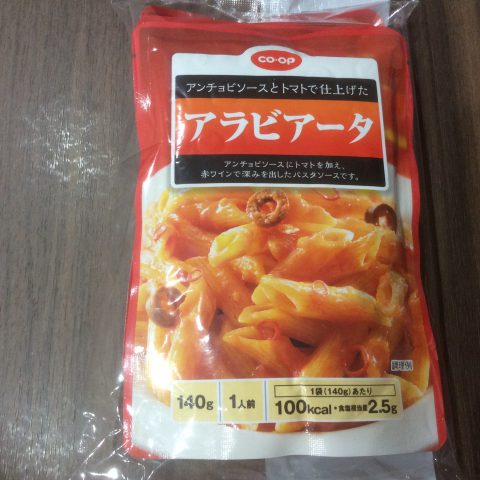 CO·OP
アンチョビソースとトマトで仕上げた
アラビアータ
アンチョビソースにトマトを加え、
赤ワインで深みを出したパスタソースです。
調理例
140g
1人前
1袋(140g)あたり
100kcal・食塩相当量2.5g